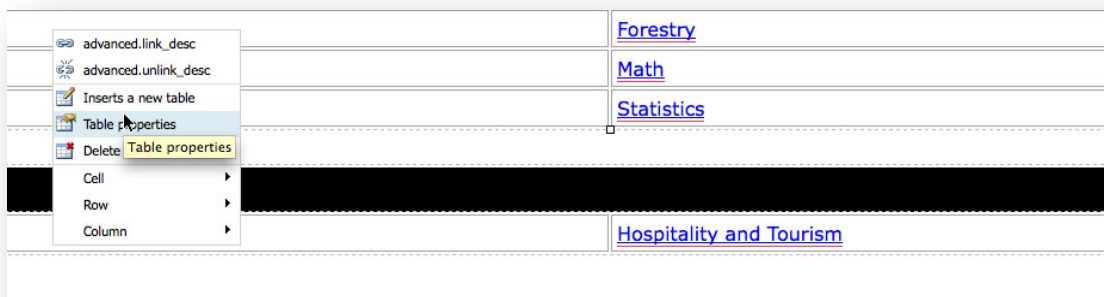 Forestry
advanced.link_desc
advanced.unlink_desc
Math
Inserts a new table
Statistics
Table properties
Delete
Table properties
Cell
Row
Column
Hospitality and Tourism